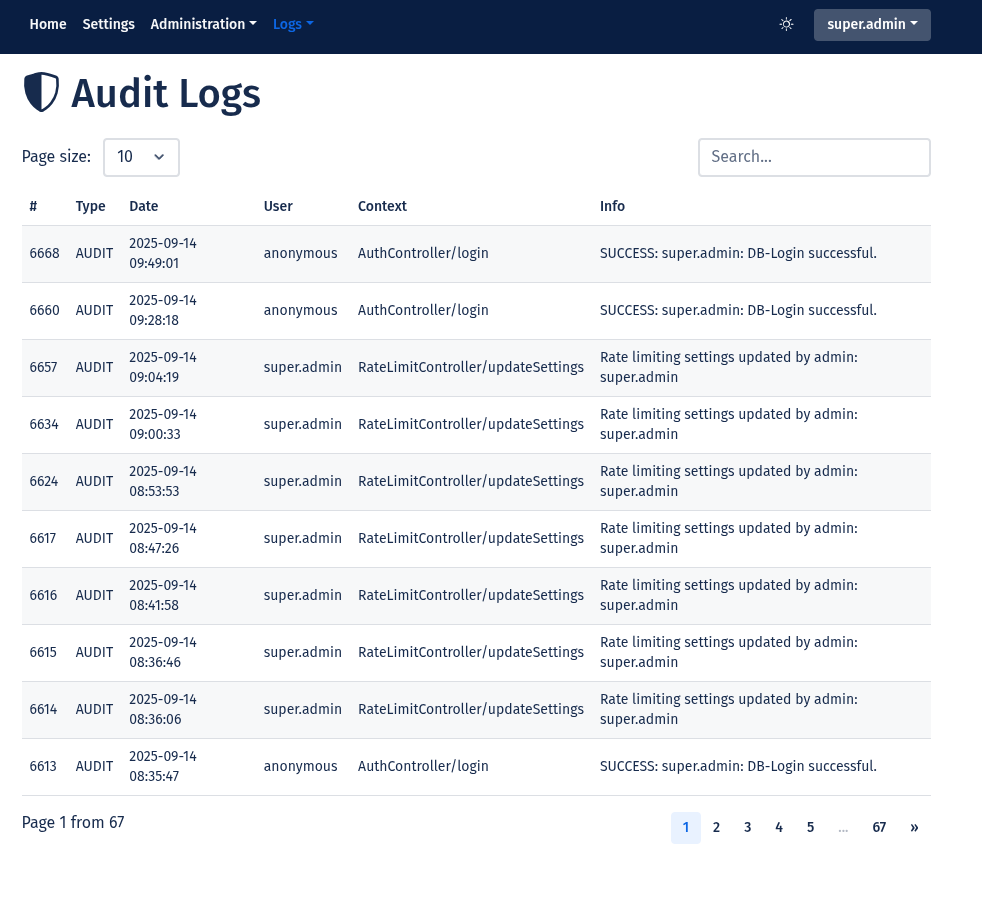 Home Settings Administration Logs super.admin
Audit Logs
Page size: 10 Search...
# Type Date User Context Info
6668 AUDIT 2025-09-14 09:49:01 anonymous AuthController/login SUCCESS: super.admin: DB-Login successful.
6660 AUDIT 2025-09-14 09:28:18 anonymous AuthController/login SUCCESS: super.admin: DB-Login successful.
6657 AUDIT 2025-09-14 09:04:19 super.admin RateLimitController/updateSettings Rate limiting settings updated by admin: super.admin
6634 AUDIT 2025-09-14 09:00:33 super.admin RateLimitController/updateSettings Rate limiting settings updated by admin: super.admin
6624 AUDIT 2025-09-14 08:53:53 super.admin RateLimitController/updateSettings Rate limiting settings updated by admin: super.admin
6617 AUDIT 2025-09-14 08:47:26 super.admin RateLimitController/updateSettings Rate limiting settings updated by admin: super.admin
6616 AUDIT 2025-09-14 08:41:58 super.admin RateLimitController/updateSettings Rate limiting settings updated by admin: super.admin
6615 AUDIT 2025-09-14 08:36:46 super.admin RateLimitController/updateSettings Rate limiting settings updated by admin: super.admin
6614 AUDIT 2025-09-14 08:36:06 super.admin RateLimitController/updateSettings Rate limiting settings updated by admin: super.admin
6613 AUDIT 2025-09-14 08:35:47 anonymous AuthController/login SUCCESS: super.admin: DB-Login successful.
Page 1 from 67 1 2 3 4 5 ... 67 »